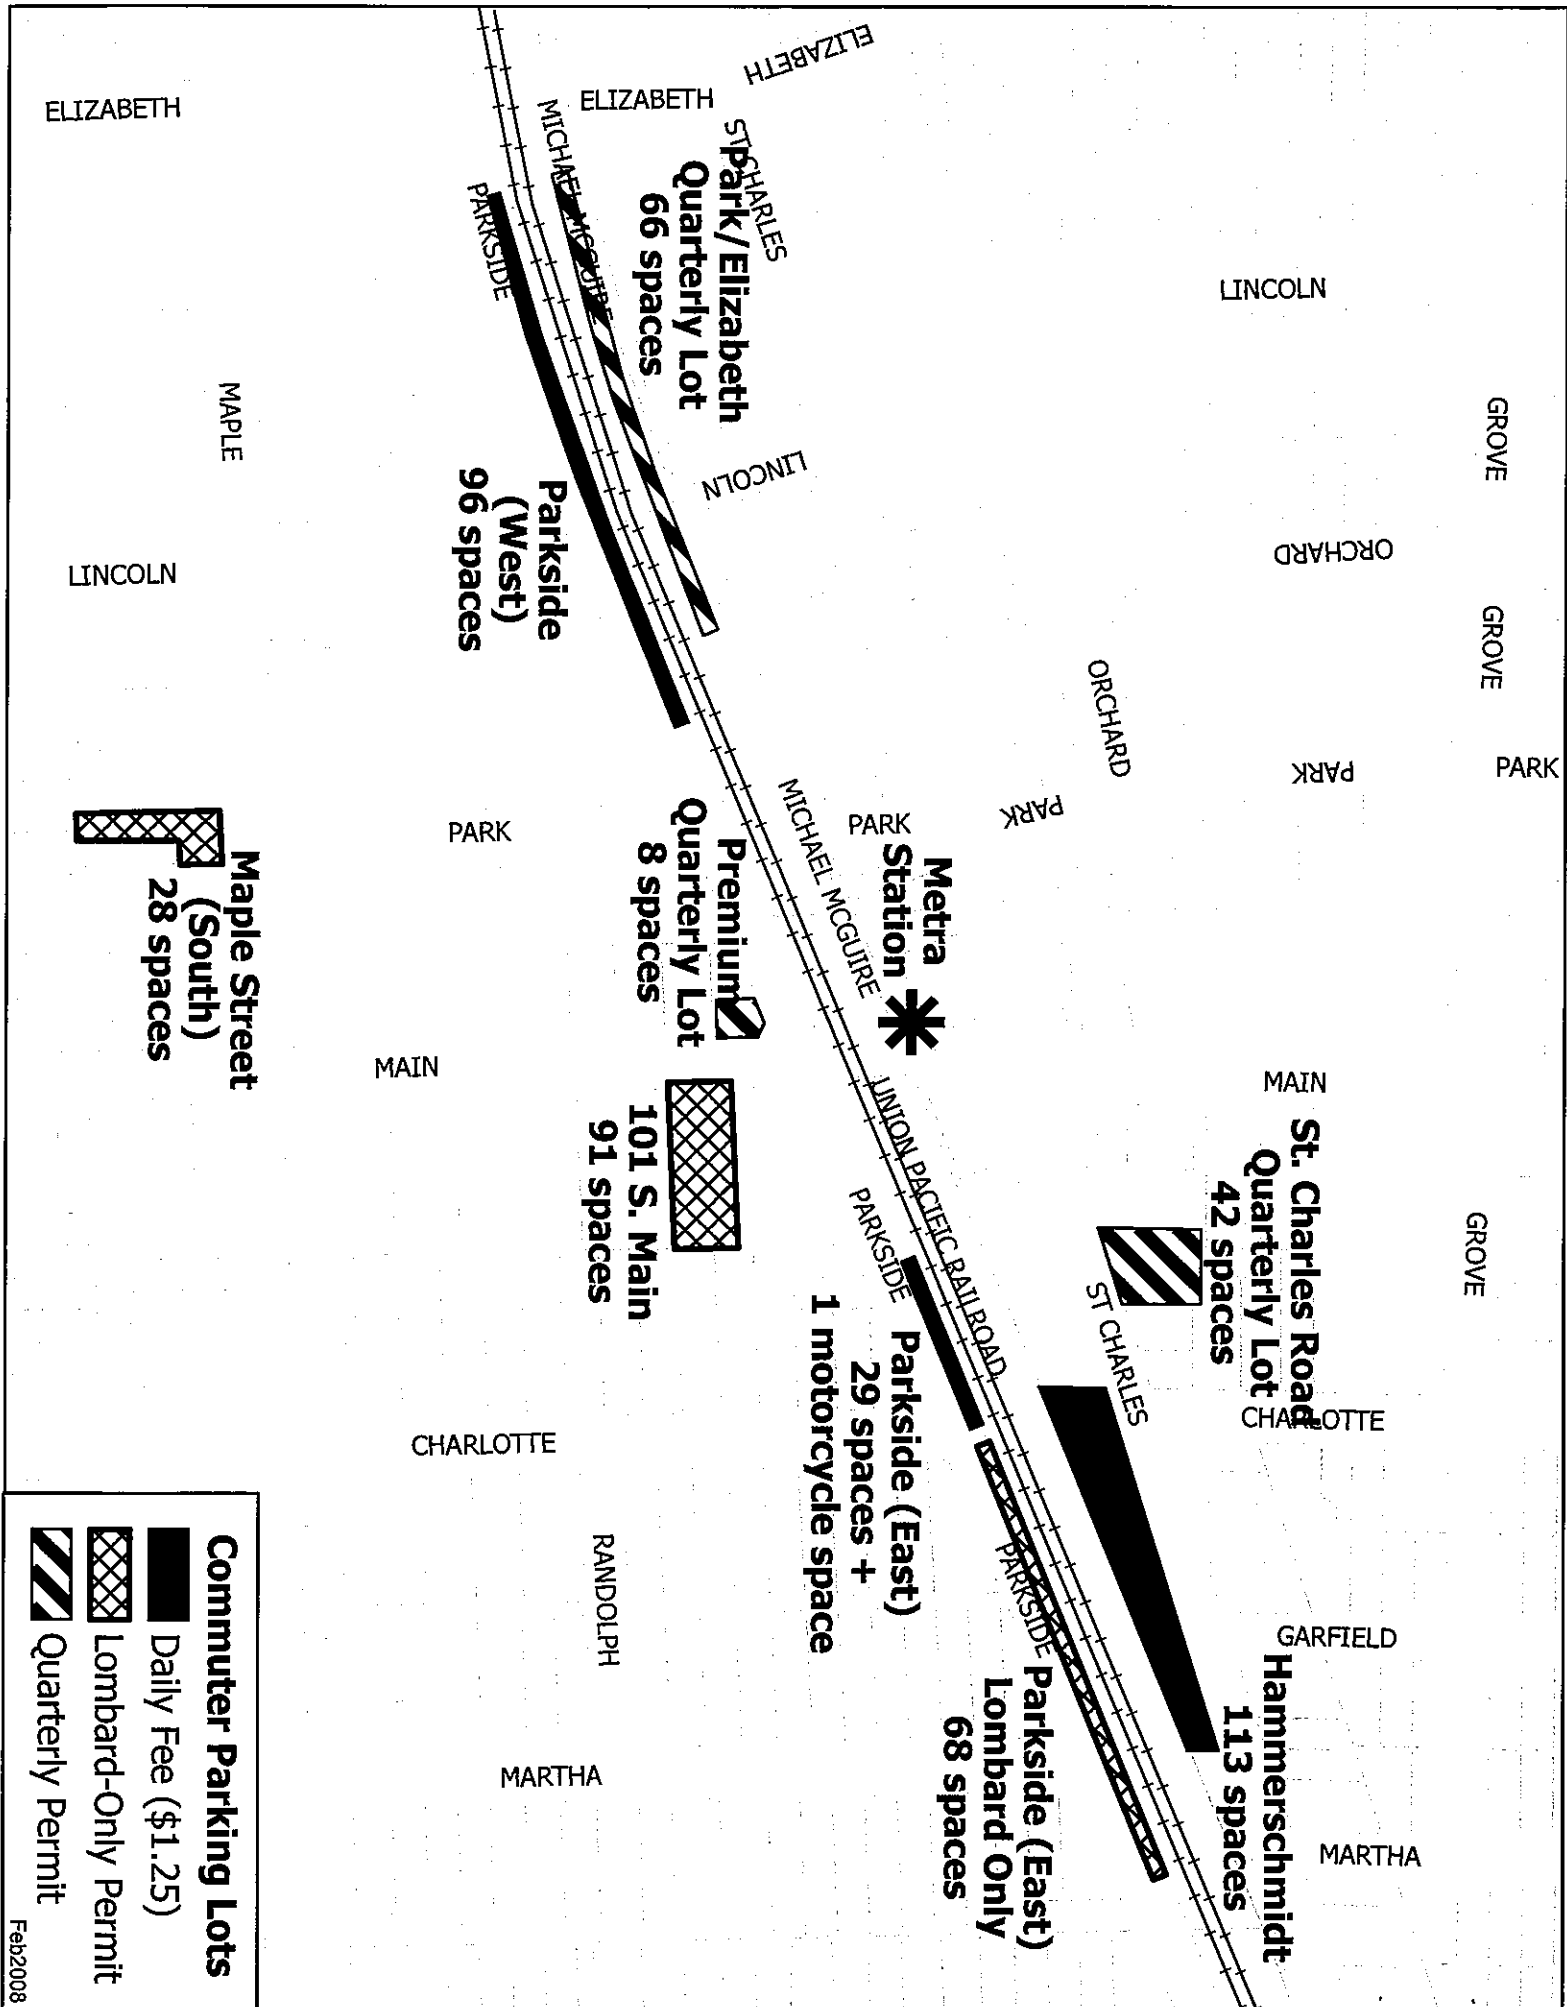 PARK
GROVE
GROVE
GROVE
LINCOLN
ORCHARD
PARK
MAIN
St. Charles Road
Quarterly Lot
42 spaces
CHARLOTTE
GARFIELD
MARTHA
Hammerschmidt
113 spaces
ORCHARD
PARK
ST CHARLES
ELIZABETH
ST CHARLES
Park/Elizabeth
Quarterly Lot
66 spaces
LINCOLN
PARK
Metra
Station
MICHAEL MCGUIRE
UNION PACIFIC RAILROAD
PARKSIDE
Parkside (East)
29 spaces +
1 motorcycle space
PARKSIDE
Parkside (East)
Lombard Only
68 spaces
ELIZABETH
MICHAEL MCGUIRE
PARKSIDE
Parkside
(West)
96 spaces
Premium
Quarterly Lot
8 spaces
101 S. Main
91 spaces
PARK
MAIN
CHARLOTTE
RANDOLPH
MARTHA
ELIZABETH
MAPLE
LINCOLN
Maple Street
(South)
28 spaces
Commuter Parking Lots
Daily Fee ($1.25)
Lombard-Only Permit
Quarterly Permit
Feb2008